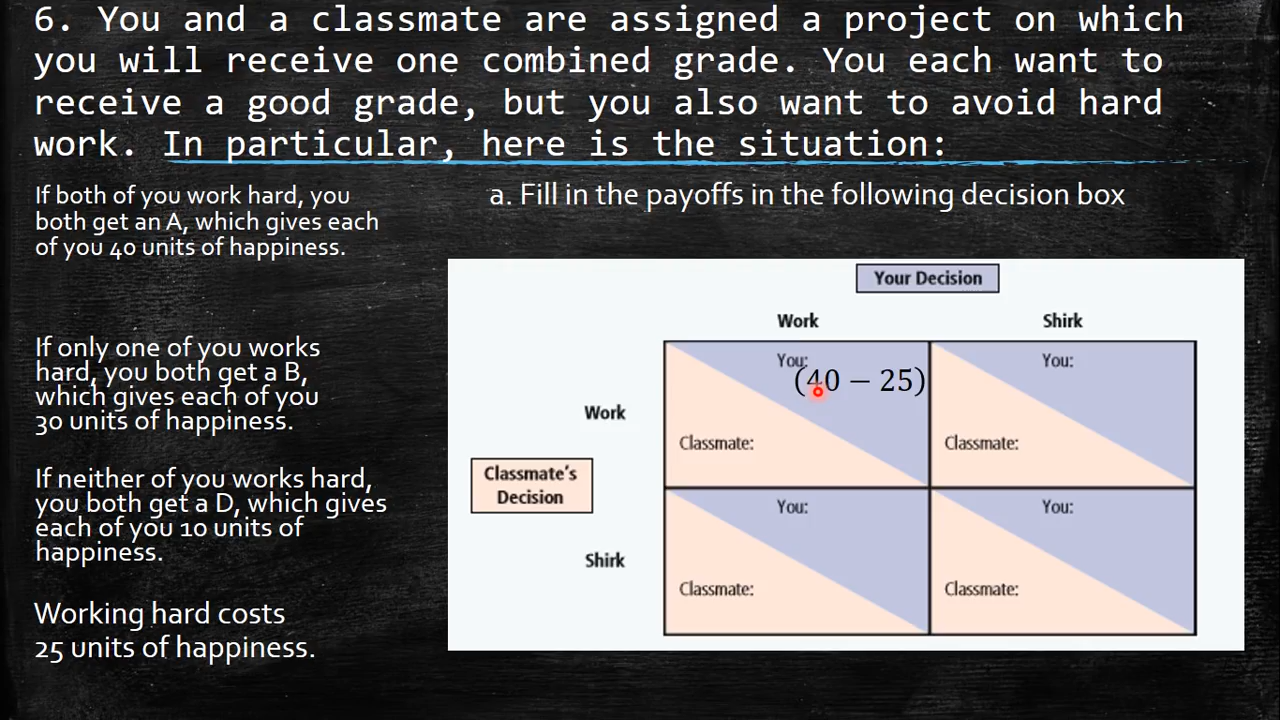 6. You and a classmate are assigned a project on which
you will receive one combined grade. You each want to
receive a good grade, but you also want to avoid hard
work. In particular, here is the situation:
If both of you work hard, you
both get an A, which gives each
of you 40 units of happiness.
If only one of you works
hard, you both get a B,
which gives each of you
30 units of happiness.
If neither of you works hard,
you both get a D, which gives
each of you 10 units of
happiness.
Working hard costs
25 units of happiness.
a. Fill in the payoffs in the following decision box
Your Decision
Work
Shirk
You:
(40 − 25)
You:
Work
Classmate:
Classmate:
Classmate's
Decision
You:
You:
Shirk
Classmate:
Classmate: